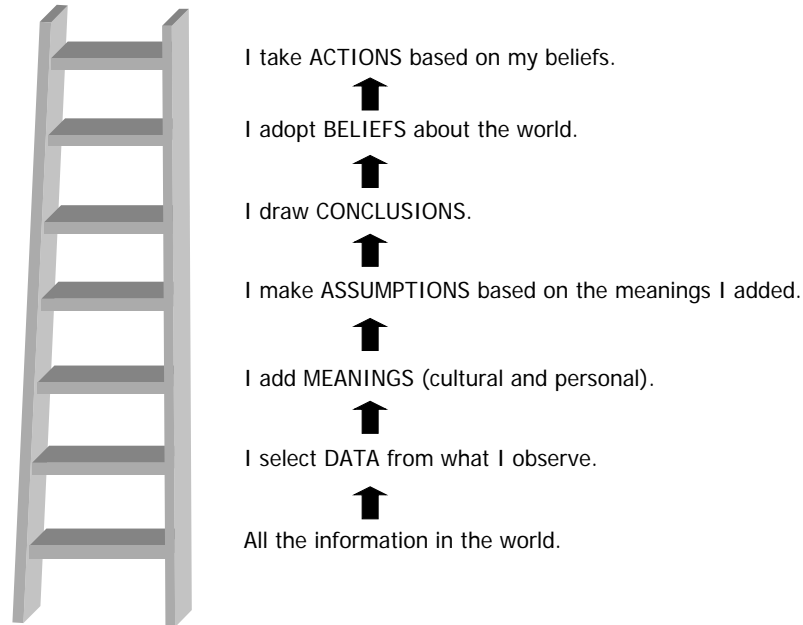 I take ACTIONS based on my beliefs.
I adopt BELIEFS about the world.
I draw CONCLUSIONS.
I make ASSUMPTIONS based on the meanings I added.
I add MEANINGS (cultural and personal).
I select DATA from what I observe.
All the information in the world.